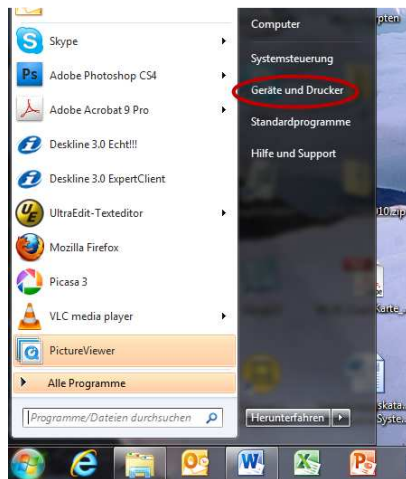 Skype
Adobe Photoshop CS4
Adobe Acrobat 9 Pro
Deskline 3.0 Echt!!!
Deskline 3.0 ExpertClient
UltraEdit-Texteditor
Mozilla Firefox
Picasa 3
VLC media player
PictureViewer
Alle Programme
Programme/Dateien durchsuchen
Computer
Systemsteuerung
Geräte und Drucker
Standardprogramme
Hilfe und Support
Herunterfahren